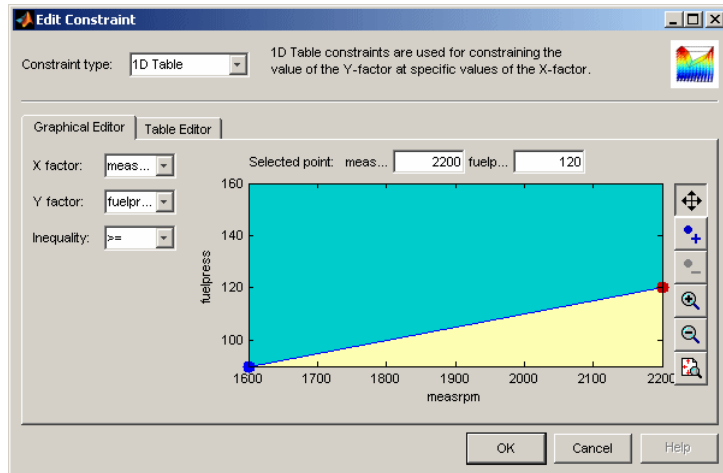 Edit Constraint
Constraint type: 1D Table
1D Table constraints are used for constraining the
value of the Y-factor at specific values of the X-factor.
Graphical Editor Table Editor
X factor: meas...
Y factor: fuelpr...
Inequality: >=
Selected point: meas... 2200 fuelp... 120
160
140
120
100
fuelpress
1600 1700 1800 1900 2000 2100 2200
measrpm
OK Cancel Help